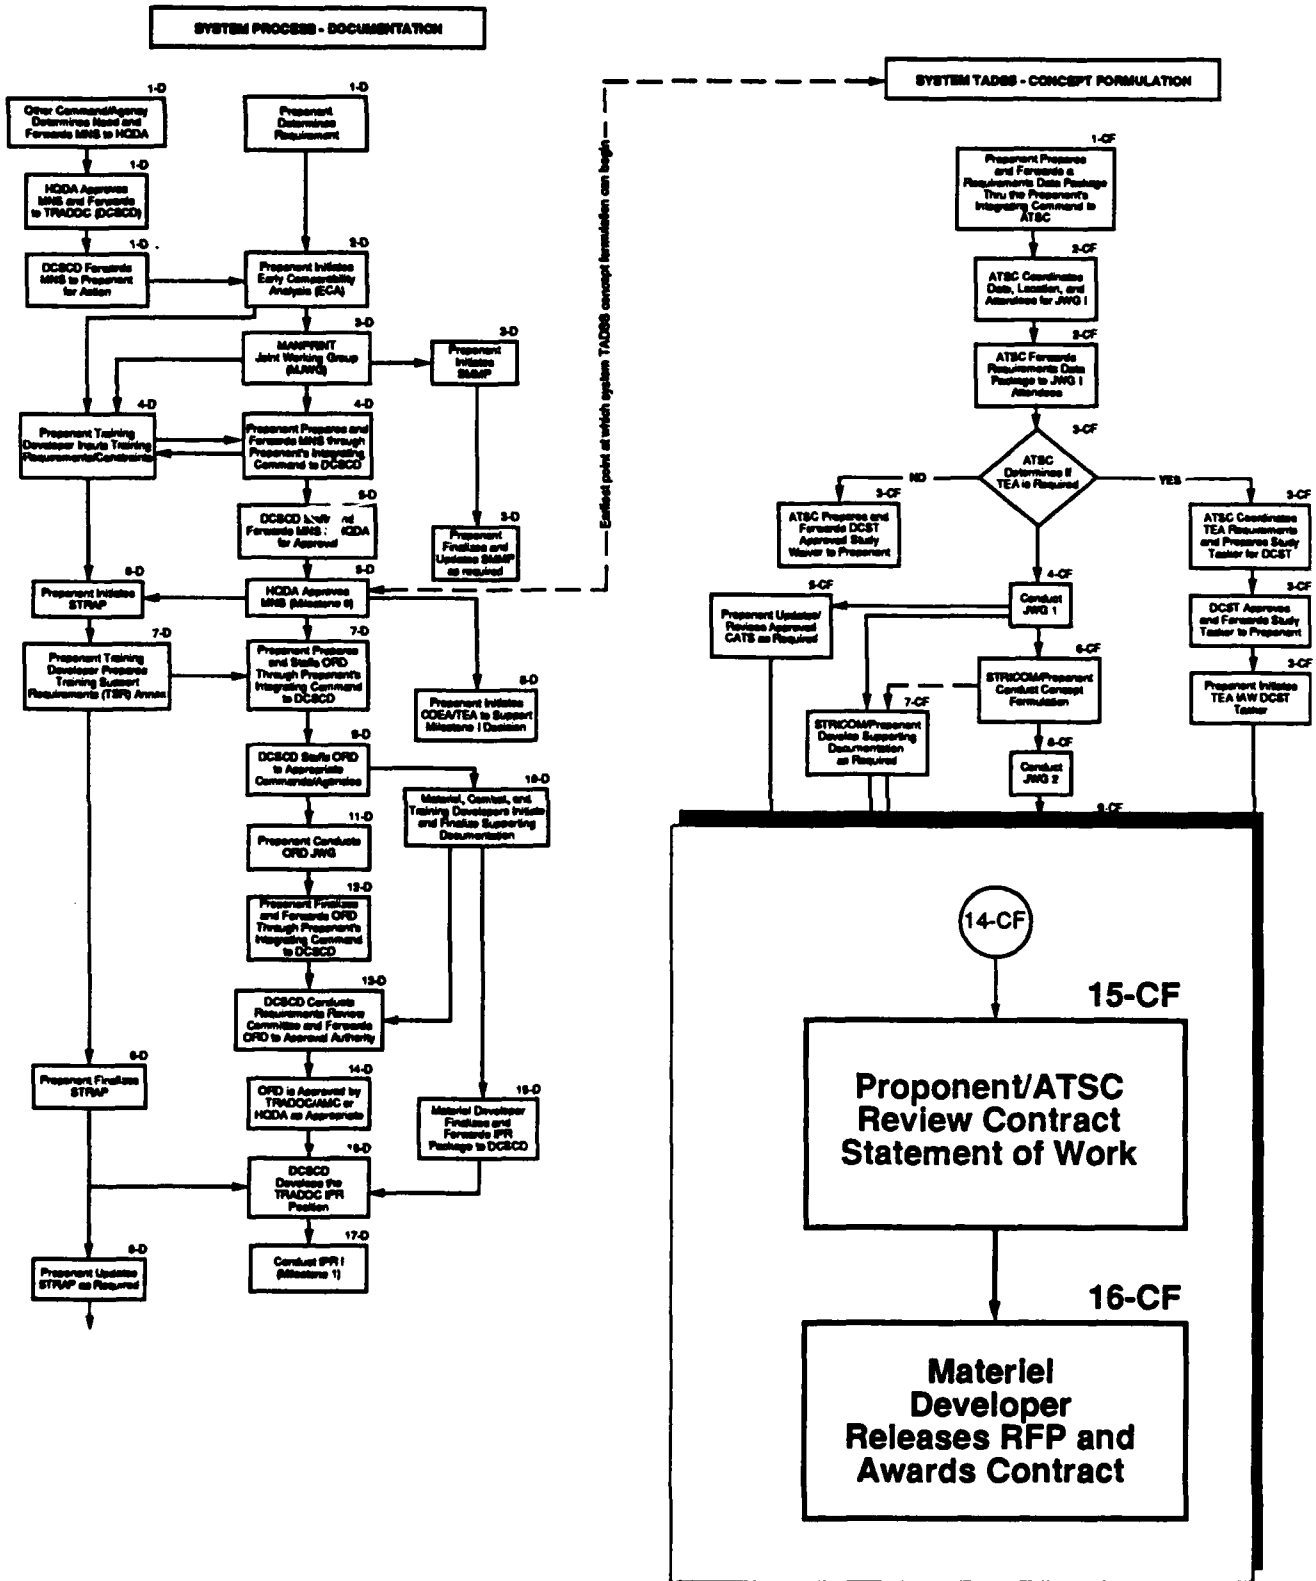 SYSTEM PROCESS - DOCUMENTATION
1-D
Other Command/Agency
Determines Need and
Forwards MNS to HQDA
1-D
HQDA Approves
MNS and Forwards
to TRADOC (DCSCD)
1-D
DCSCD Forwards
MNS to Proponent
for Action
1-D
Proponent
Determines
Requirement
2-D
Proponent Initiates
Early Comparability
Analysis (ECA)
3-D
MANPRINT
Joint Working Group
(MJWG)
3-D
Proponent
Initiates
SMMP
4-D
Proponent Training
Developer Inputs Training
Requirements/Constraints
4-D
Proponent Prepares and
Forwards MNS through
Proponent's Integrating
Command to DCSCD
5-D
DCSCD
Forwards MNS
for Approval
3-D
Proponent
Finalizes and
Updates SMMP
as required
6-D
Proponent Initiates
STRAP
5-D
HQDA Approves
MNS (Milestone 0)
7-D
Proponent Training
Developer Prepares
Training Support
Requirements (TSR) Annex
7-D
Proponent Prepares
and Staffs ORD
Through Proponent's
Integrating Command
to DCSCD
8-D
Proponent Initiates
COEA/TEA to Support
Milestone I Decision
9-D
DCSCD Staffs ORD
to Appropriate
Commands/Agencies
10-D
Materiel, Combat, and
Training Developers Initiate
and Finalize Supporting
Documentation
11-D
Proponent Conducts
ORD JWG
12-D
Proponent Finalizes
and Forwards ORD
Through Proponent's
Integrating Command
to DCSCD
13-D
DCSCD Conducts
Requirements Review
Committee and Forwards
ORD to Approval Authority
6-D
Proponent Finalizes
STRAP
14-D
ORD is Approved by
TRADOC/AMC or
HQDA as Appropriate
15-D
Materiel Developer
Finalizes and
Forwards IPR
Package to DCSCD
16-D
DCSCD
Develops the
TRADOC IPR
Position
17-D
Conduct IPR I
(Milestone 1)
6-D
Proponent Updates
STRAP as Required
Earliest point at which system TADSS concept formulation can begin
SYSTEM TADSS - CONCEPT FORMULATION
1-CF
Proponent Prepares
and Forwards a
Requirements Data Package
Thru the Proponent's
Integrating Command to
ATSC
2-CF
ATSC Coordinates
Date, Location, and
Attendees for JWG I
2-CF
ATSC Forwards
Requirements Data
Package to JWG I
Attendees
3-CF
ATSC
Determines if
TEA is Required
NO
YES
3-CF
ATSC Prepares and
Forwards DCST
Approved Study
Waiver to Proponent
3-CF
ATSC Coordinates
TEA Requirements
and Prepares Study
Tasker for DCST
4-CF
Conduct
JWG 1
5-CF
Proponent Updates/
Revises Approved
CATS as Required
3-CF
DCST Approves
and Forwards Study
Tasker to Proponent
6-CF
STRICOM/Proponent
Conduct Concept
Formulation
3-CF
Proponent Initiates
TEA IAW DCST
Tasker
7-CF
STRICOM/Proponent
Develop Supporting
Documentation
as Required
8-CF
Conduct
JWG 2
9-CF
14-CF
15-CF
Proponent/ATSC
Review Contract
Statement of Work
16-CF
Materiel
Developer
Releases RFP and
Awards Contract